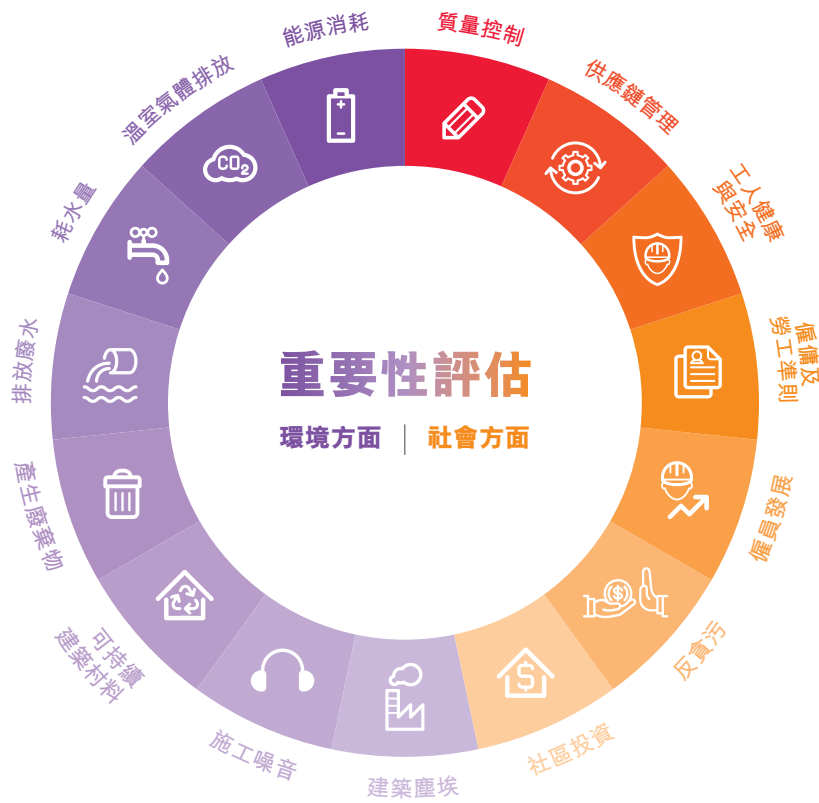 能源消耗
質量控制
供應鏈管理
工人健康
與安全
僱傭及
勞工準則
僱員發展
反貪污
社區投資
建築塵埃
施工噪音
可持續
建築材料
產生廢棄物
排放廢水
耗水量
溫室氣體排放
CO2
$
$
重要性評估
環境方面
社會方面